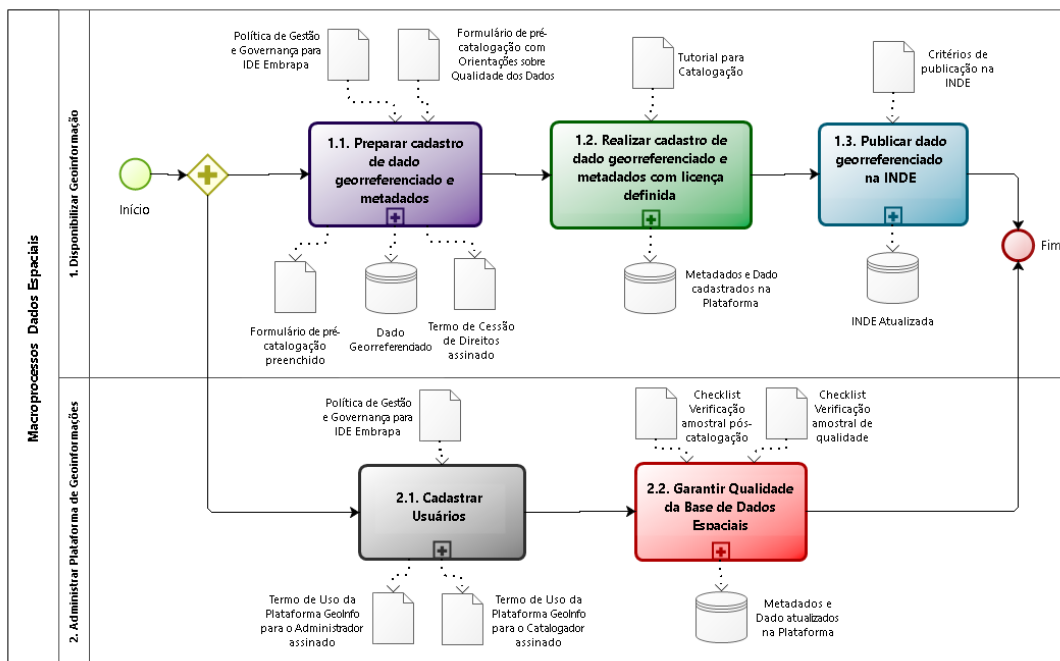 Macroprocessos Dados Espaciais
1. Disponibilizar Geoinformação
Política de Gestão
e Governança para
IDE Embrapa
Formulário de pré-
catalogação com
Orientações sobre
Qualidade dos Dados
Tutorial para
Catalogação
Critérios de
publicação na
INDE
Início
1.1. Preparar cadastro
de dado
georreferenciado e
metadados
1.2. Realizar cadastro de
dado georreferenciado e
metadados com licença
definida
1.3. Publicar dado
georreferenciado
na INDE
Fim
Formulário de pré-
catalogação
preenchido
Dado
Georreferenciado
Termo de Cessão
de Direitos
assinado
Metadados e Dado
cadastrados na
Plataforma
INDE Atualizada
2. Administrar Plataforma de Geoinformações
Política de Gestão
e Governança para
IDE Embrapa
Checklist
Verificação
amostral pós-
catalogação
Checklist
Verificação
amostral de
qualidade
2.1. Cadastrar
Usuários
2.2. Garantir Qualidade
da Base de Dados
Espaciais
Termo de Uso da
Plataforma GeoInfo
para o Administrador
assinado
Termo de Uso da
Plataforma GeoInfo
para o Catalogador
assinado
Metadados e
Dado atualizados
na Plataforma